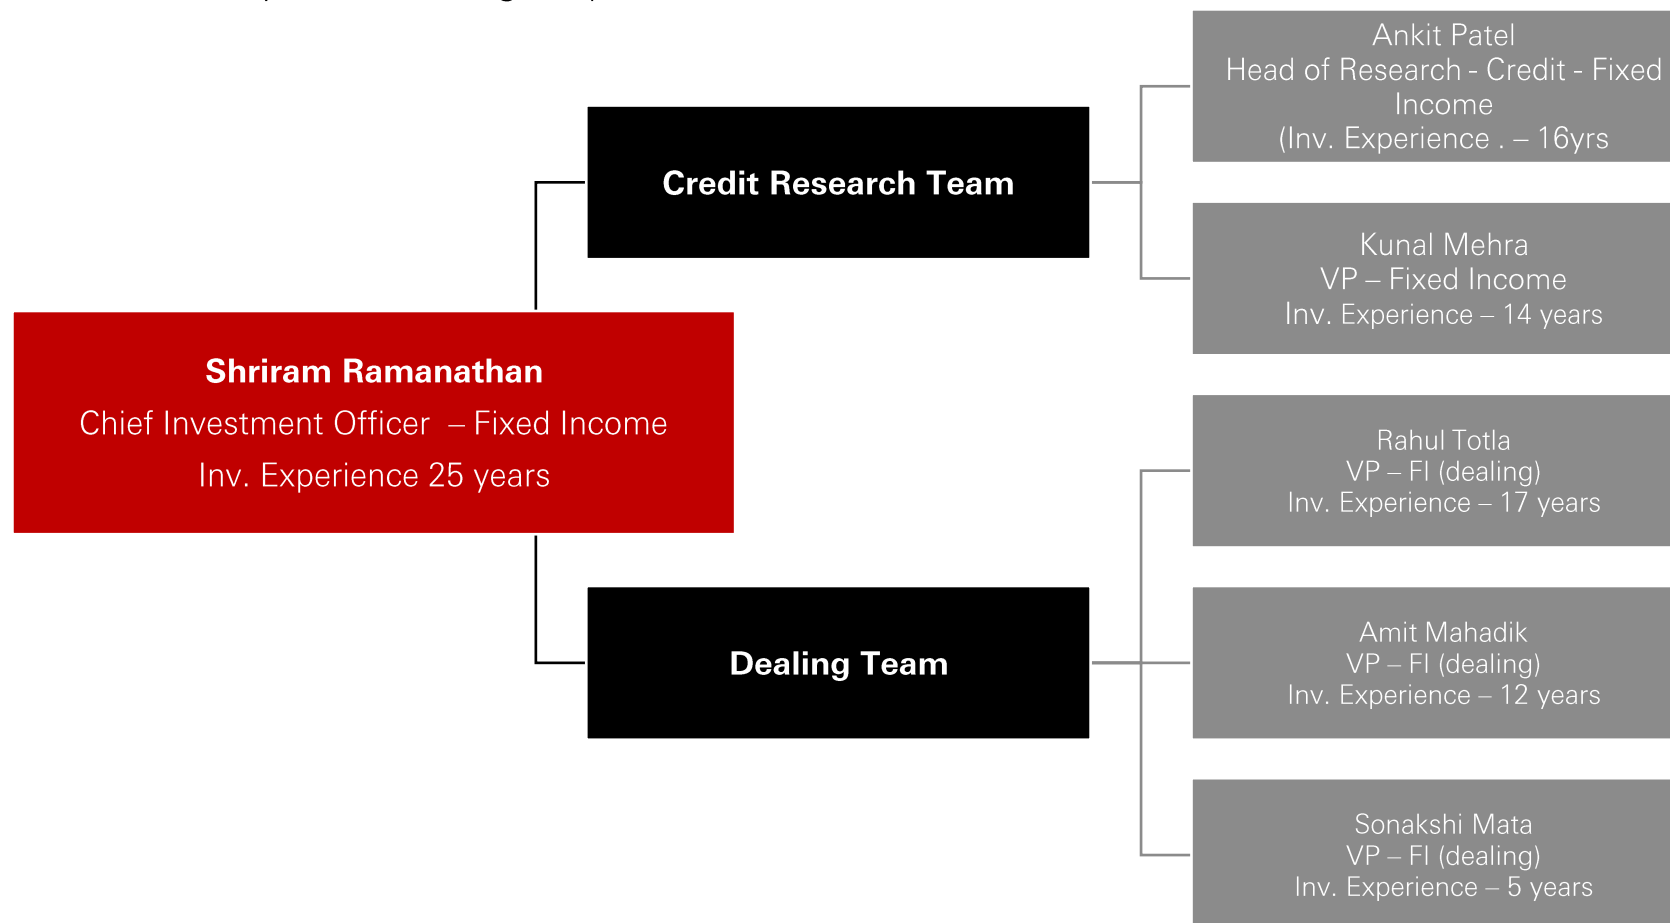 Ankit Patel
Head of Research - Credit - Fixed
Income
(Inv. Experience . – 16yrs
Credit Research Team
Kunal Mehra
VP – Fixed Income
Inv. Experience – 14 years
Shriram Ramanathan
Chief Investment Officer – Fixed Income
Inv. Experience 25 years
Rahul Totla
VP – FI (dealing)
Inv. Experience – 17 years
Dealing Team
Amit Mahadik
VP – FI (dealing)
Inv. Experience – 12 years
Sonakshi Mata
VP – FI (dealing)
Inv. Experience – 5 years